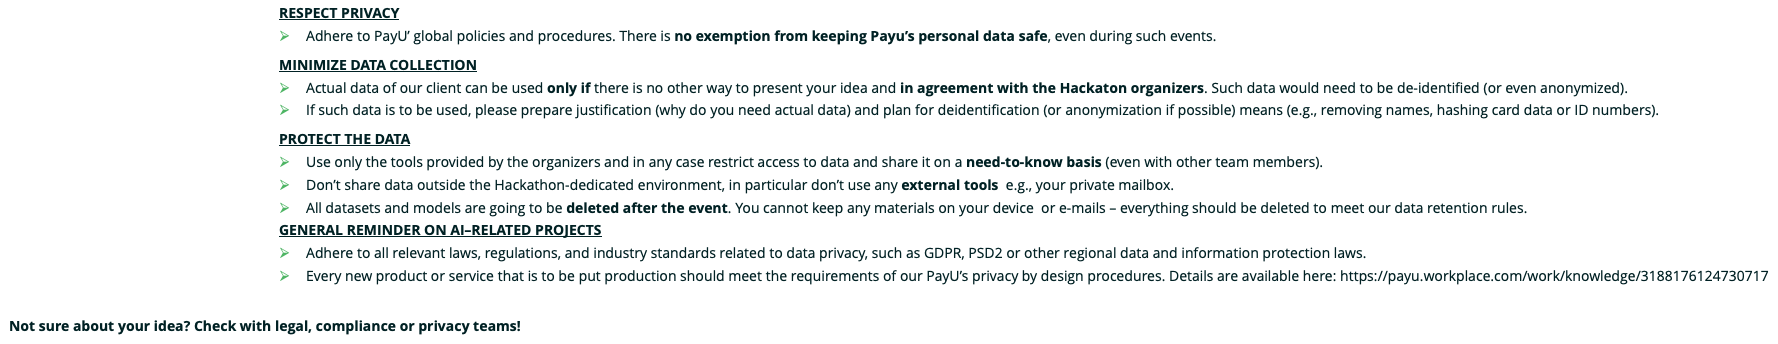 RESPECT PRIVACY
Adhere to PayU' global policies and procedures. There is no exemption from keeping Payu's personal data safe, even during such events.
MINIMIZE DATA COLLECTION
Actual data of our client can be used only if there is no other way to present your idea and in agreement with the Hackaton organizers. Such data would need to be de-identified (or even anonymized).
If such data is to be used, please prepare justification (why do you need actual data) and plan for deidentification (or anonymization if possible) means (e.g., removing names, hashing card data or ID numbers).
PROTECT THE DATA
Use only the tools provided by the organizers and in any case restrict access to data and share it on a need-to-know basis (even with other team members).
Don't share data outside the Hackathon-dedicated environment, in particular don't use any external tools e.g., your private mailbox.
All datasets and models are going to be deleted after the event. You cannot keep any materials on your device or e-mails – everything should be deleted to meet our data retention rules.
GENERAL REMINDER ON AI–RELATED PROJECTS
Adhere to all relevant laws, regulations, and industry standards related to data privacy, such as GDPR, PSD2 or other regional data and information protection laws.
Every new product or service that is to be put production should meet the requirements of our PayU's privacy by design procedures. Details are available here: https://payu.workplace.com/work/knowledge/3188176124730717
Not sure about your idea? Check with legal, compliance or privacy teams!